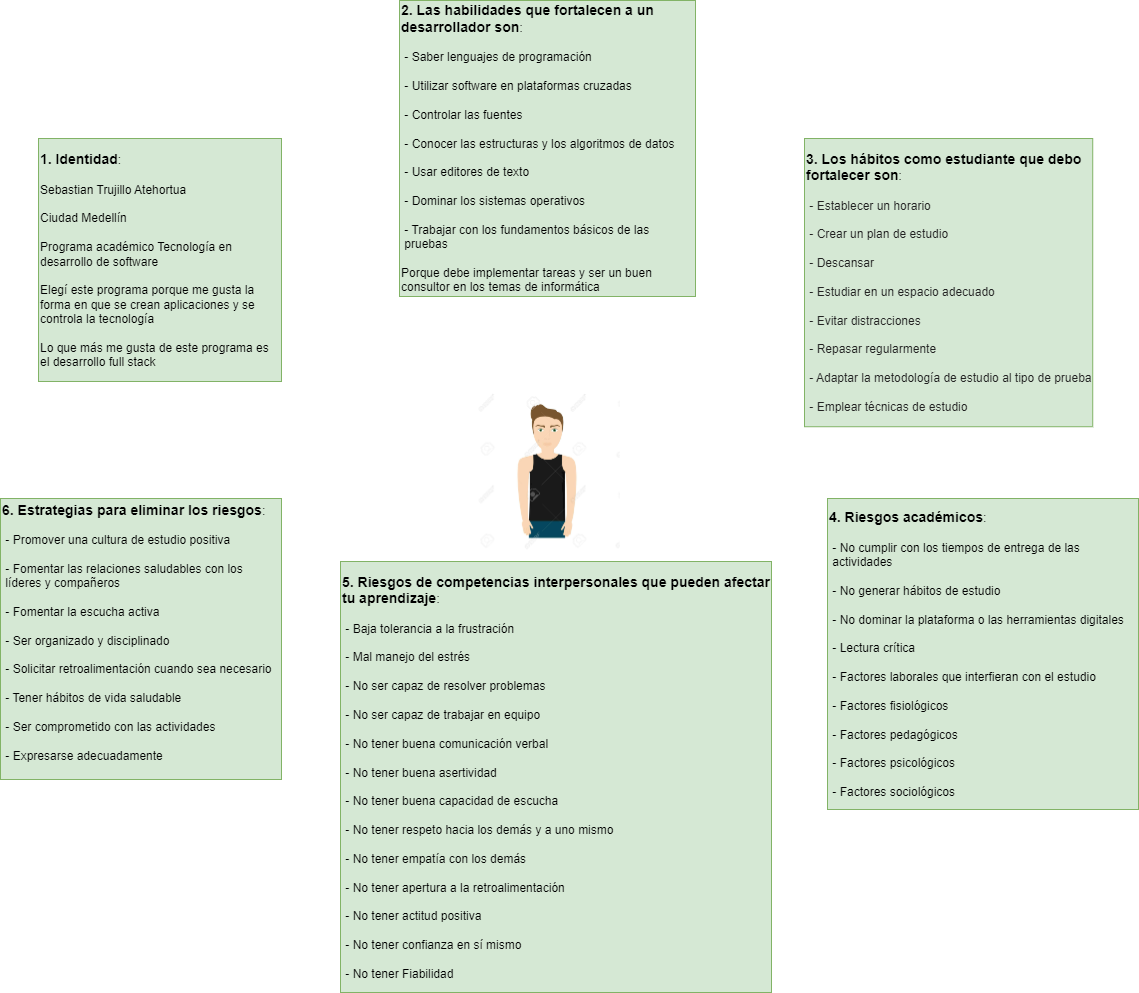 1. Identidad:
Sebastian Trujillo Atehortua
Ciudad Medellín
Programa académico Tecnología en
desarrollo de software
Elegí este programa porque me gusta la
forma en que se crean aplicaciones y se
controla la tecnología
Lo que más me gusta de este programa es
el desarrollo full stack
2. Las habilidades que fortalecen a un
desarrollador son:
- Saber lenguajes de programación
- Utilizar software en plataformas cruzadas
- Controlar las fuentes
- Conocer las estructuras y los algoritmos de datos
- Usar editores de texto
- Dominar los sistemas operativos
- Trabajar con los fundamentos básicos de las
pruebas
Porque debe implementar tareas y ser un buen
consultor en los temas de informática
3. Los hábitos como estudiante que debo
fortalecer son:
- Establecer un horario
- Crear un plan de estudio
- Descansar
- Estudiar en un espacio adecuado
- Evitar distracciones
- Repasar regularmente
- Adaptar la metodología de estudio al tipo de prueba
- Emplear técnicas de estudio
4. Riesgos académicos:
- No cumplir con los tiempos de entrega de las
actividades
- No generar hábitos de estudio
- No dominar la plataforma o las herramientas digitales
- Lectura crítica
- Factores laborales que interfieran con el estudio
- Factores fisiológicos
- Factores pedagógicos
- Factores psicológicos
- Factores sociológicos
5. Riesgos de competencias interpersonales que pueden afectar
tu aprendizaje:
- Baja tolerancia a la frustración
- Mal manejo del estrés
- No ser capaz de resolver problemas
- No ser capaz de trabajar en equipo
- No tener buena comunicación verbal
- No tener buena asertividad
- No tener buena capacidad de escucha
- No tener respeto hacia los demás y a uno mismo
- No tener empatía con los demás
- No tener apertura a la retroalimentación
- No tener actitud positiva
- No tener confianza en sí mismo
- No tener Fiabilidad
6. Estrategias para eliminar los riesgos:
- Promover una cultura de estudio positiva
- Fomentar las relaciones saludables con los
líderes y compañeros
- Fomentar la escucha activa
- Ser organizado y disciplinado
- Solicitar retroalimentación cuando sea necesario
- Tener hábitos de vida saludable
- Ser comprometido con las actividades
- Expresarse adecuadamente